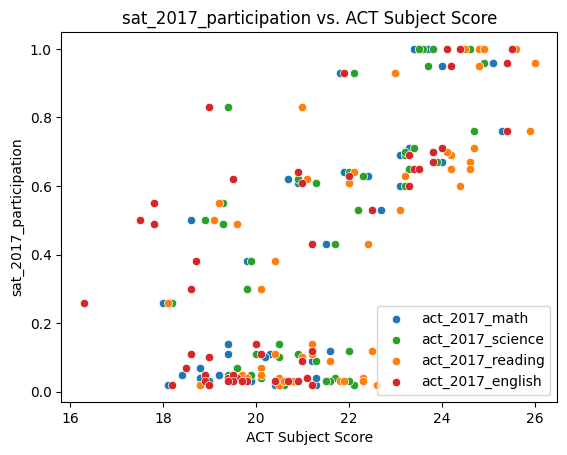 sat_2017_participation vs. ACT Subject Score
sat_2017_participation
1.0
0.8
0.6
0.4
0.2
0.0
act_2017_math
act_2017_science
act_2017_reading
act_2017_english
16
18
20
22
24
26
ACT Subject Score